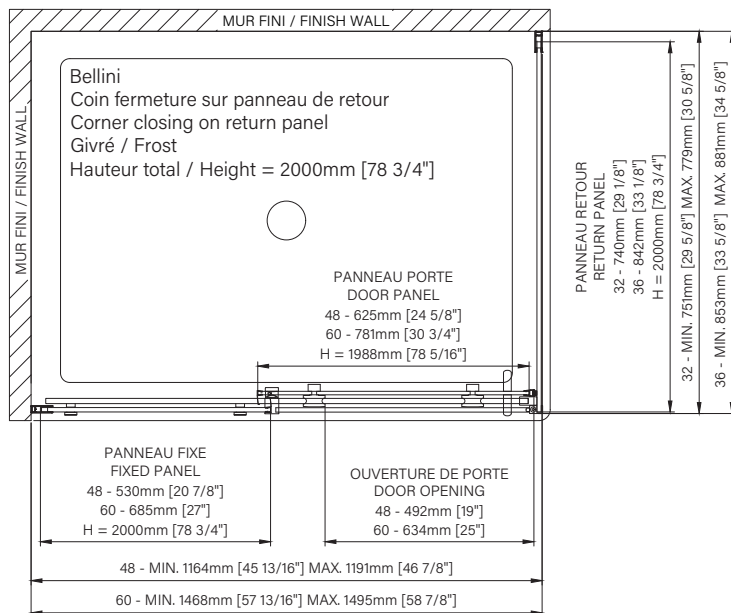 MUR FINI / FINISH WALL
MUR FINI / FINISH WALL
Bellini
Coin fermeture sur panneau de retour
Corner closing on return panel
Givré / Frost
Hauteur total / Height = 2000mm [78 3/4"]
PANNEAU PORTE
DOOR PANEL
48 - 625mm [24 5/8"]
60 - 781mm [30 3/4"]
H = 1988mm [78 5/16"]
PANNEAU RETOUR
RETURN PANEL
32 - 740mm [29 1/8"]
36 - 842mm [33 1/8"]
H = 2000mm [78 3/4"]
32 - MIN. 751mm [29 5/8"] MAX. 779mm [30 5/8"]
36 - MIN. 853mm [33 5/8"] MAX. 881mm [34 5/8"]
PANNEAU FIXE
FIXED PANEL
48 - 530mm [20 7/8"]
60 - 685mm [27"]
H = 2000mm [78 3/4"]
OUVERTURE DE PORTE
DOOR OPENING
48 - 492mm [19"]
60 - 634mm [25"]
48 - MIN. 1164mm [45 13/16"] MAX. 1191mm [46 7/8"]
60 - MIN. 1468mm [57 13/16"] MAX. 1495mm [58 7/8"]